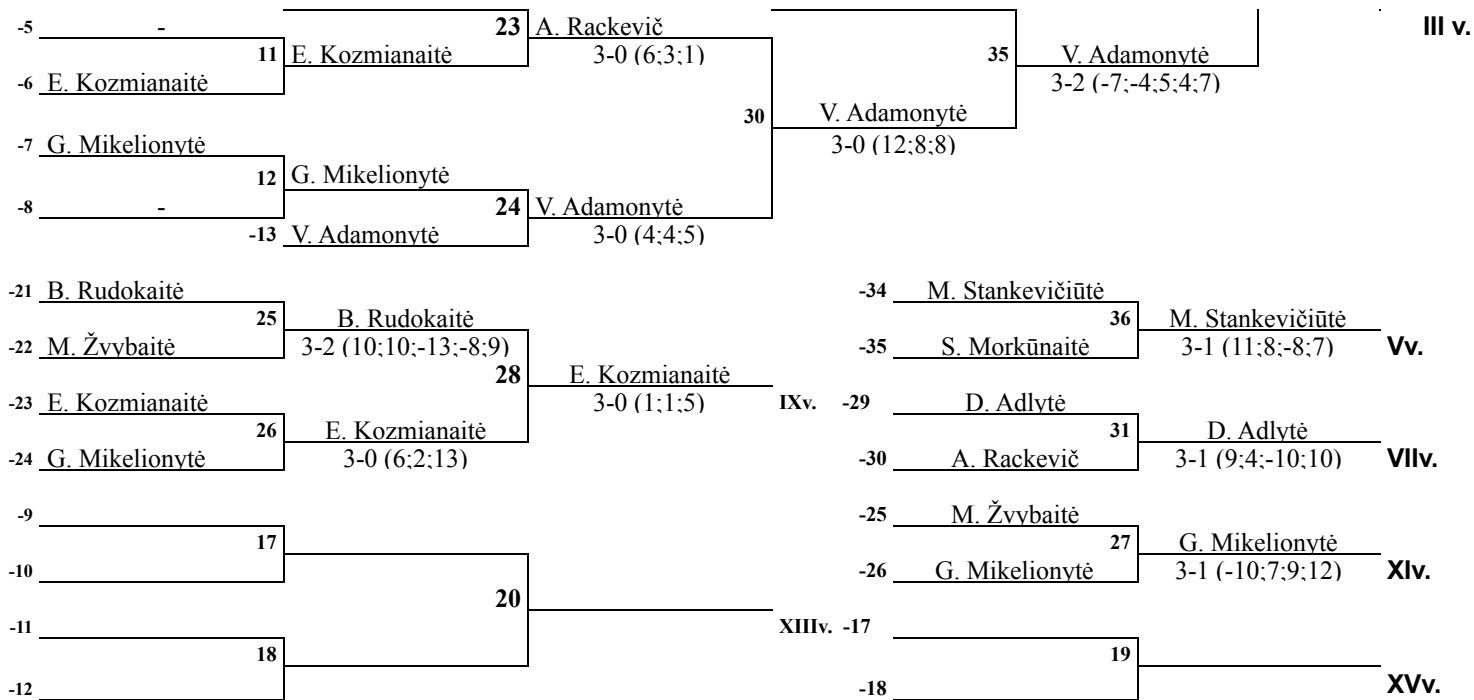 23 A. Rackevič III v.
-5 -
11 E. Kozmianaitė 3-0 (6;3;1) 35 V. Adamonytė
-6 E. Kozmianaitė 3-2 (-7;-4;5;4;7)
30 V. Adamonytė
-7 G. Mikelionytė 3-0 (12;8;8)
12 G. Mikelionytė
-8 - 24 V. Adamonytė
-13 V. Adamonytė 3-0 (4;4;5)
-21 B. Rudokaitė -34 M. Stankevičiūtė
25 B. Rudokaitė 36 M. Stankevičiūtė
-22 M. Žvybaitė 3-2 (10;10;-13;-8;9) -35 S. Morkūnaitė 3-1 (11;8;-8;7) Vv.
28 E. Kozmianaitė
-23 E. Kozmianaitė 3-0 (1;1;5) IXv. -29 D. Adlytė
26 E. Kozmianaitė 31 D. Adlytė
-24 G. Mikelionytė 3-0 (6;2;13) -30 A. Rackevič 3-1 (9;4;-10;10) VIIv.
-9 -25 M. Žvybaitė
17 27 G. Mikelionytė
-10 -26 G. Mikelionytė 3-1 (-10;7;9;12) XIv.
20
-11 XIIIv. -17
18 19
-12 -18 XVv.